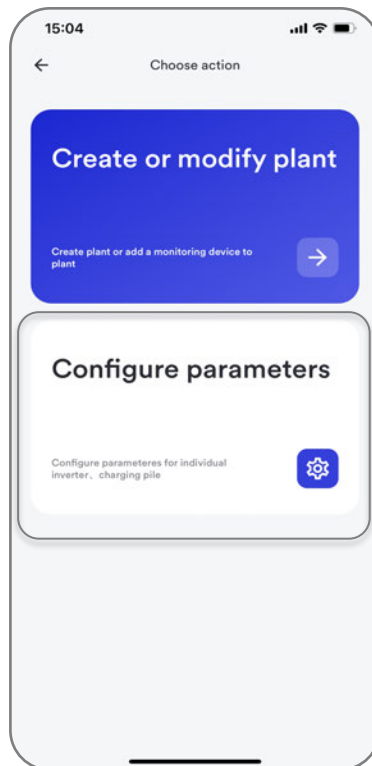 15:04
Choose action
Create or modify plant
Create plant or add a monitoring device to
plant
Configure parameters
Configure parameteres for individual
inverter、charging pile